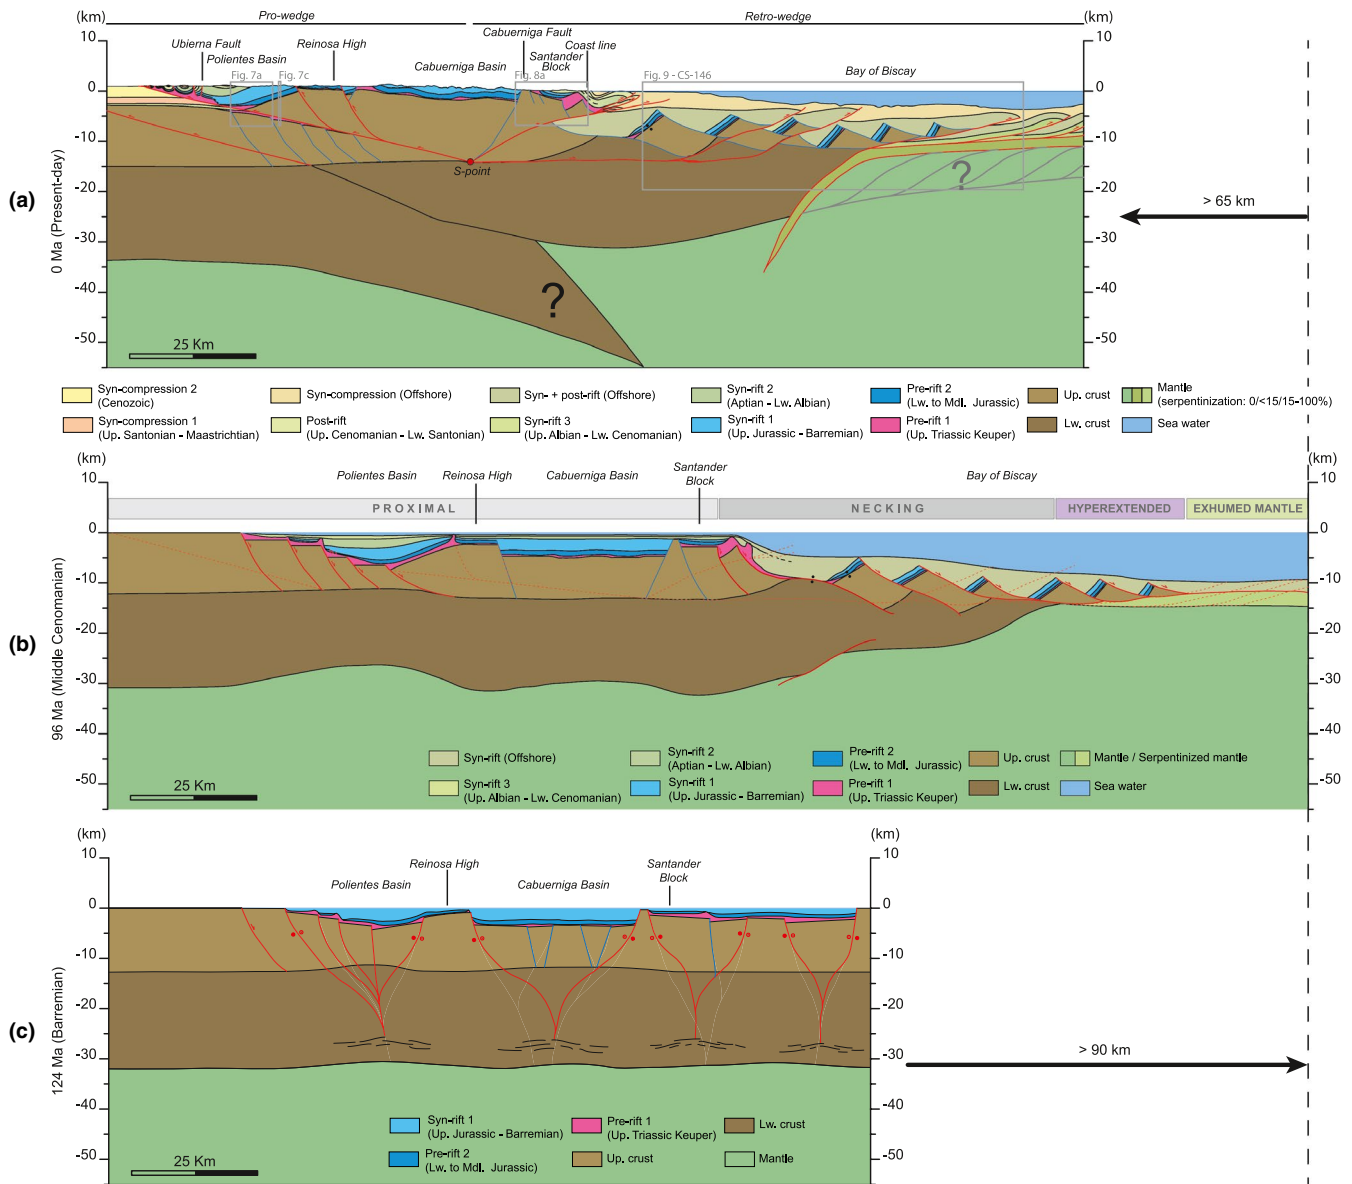 (km)
Pro-wedge
Retro-wedge
(km)
Cabuerniga Fault
Ubierna Fault
Reinosa High
Coast line
Polientes Basin
Cabuerniga Basin
Santander
Block
Bay of Biscay
Fig. 7a
Fig. 7c
Fig. 8a
Fig. 9 - CS-146
10
0
-10
-20
-30
-40
-50
10
0
-10
-20
-30
-40
-50
S-point
?
?
(a)
0 Ma (Present-day)
25 Km
> 65 km
Syn-compression 2
(Cenozoic)
Syn-compression 1
(Up. Santonian - Maastrichtian)
Syn-compression (Offshore)
Post-rift
(Up. Cenomanian - Lw. Santonian)
Syn- + post-rift (Offshore)
Syn-rift 3
(Up. Albian - Lw. Cenomanian)
Syn-rift 2
(Aptian - Lw. Albian)
Syn-rift 1
(Up. Jurassic - Barremian)
Pre-rift 2
(Lw. to Mdl. Jurassic)
Pre-rift 1
(Up. Triassic Keuper)
Up. crust
Lw. crust
Mantle
(serpentinization: 0/<15/15-100%)
Sea water
(km)
Polientes Basin
Reinosa High
Cabuerniga Basin
Santander
Block
Bay of Biscay
(km)
PROXIMAL
NECKING
HYPEREXTENDED
EXHUMED MANTLE
10
0
-10
-20
-30
-40
-50
10
0
-10
-20
-30
-40
-50
(b)
96 Ma (Middle Cenomanian)
25 Km
Syn-rift (Offshore)
Syn-rift 3
(Up. Albian - Lw. Cenomanian)
Syn-rift 2
(Aptian - Lw. Albian)
Syn-rift 1
(Up. Jurassic - Barremian)
Pre-rift 2
(Lw. to Mdl. Jurassic)
Pre-rift 1
(Up. Triassic Keuper)
Up. crust
Lw. crust
Mantle / Serpentinized mantle
Sea water
(km)
(km)
Polientes Basin
Reinosa High
Cabuerniga Basin
Santander
Block
10
0
-10
-20
-30
-40
-50
10
0
-10
-20
-30
-40
-50
(c)
124 Ma (Barremian)
25 Km
> 90 km
Syn-rift 1
(Up. Jurassic - Barremian)
Pre-rift 2
(Lw. to Mdl. Jurassic)
Pre-rift 1
(Up. Triassic Keuper)
Up. crust
Lw. crust
Mantle